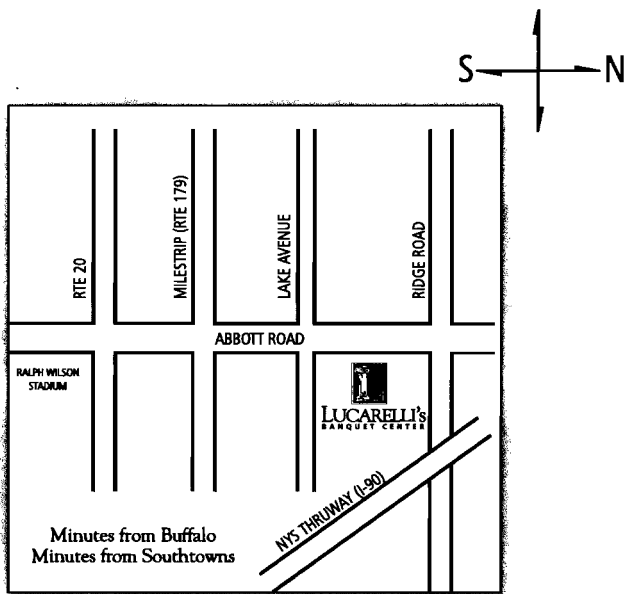 S
N
RTE 20
MILESTRIP (RTE 179)
LAKE AVENUE
RIDGE ROAD
ABBOTT ROAD
RALPH WILSON
STADIUM
LUCARELLI's
BANQUET CENTER
NYS THRUWAY (I-90)
Minutes from Buffalo
Minutes from Southtowns